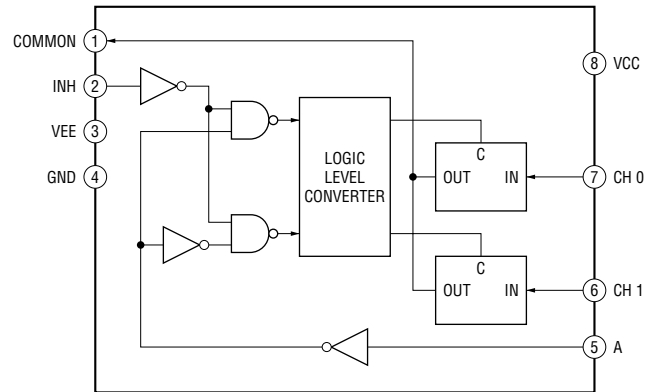 COMMON 1
INH 2
VEE 3
GND 4
8 VCC
LOGIC
LEVEL
CONVERTER
C
OUT IN
7 CH 0
C
OUT IN
6 CH 1
5 A